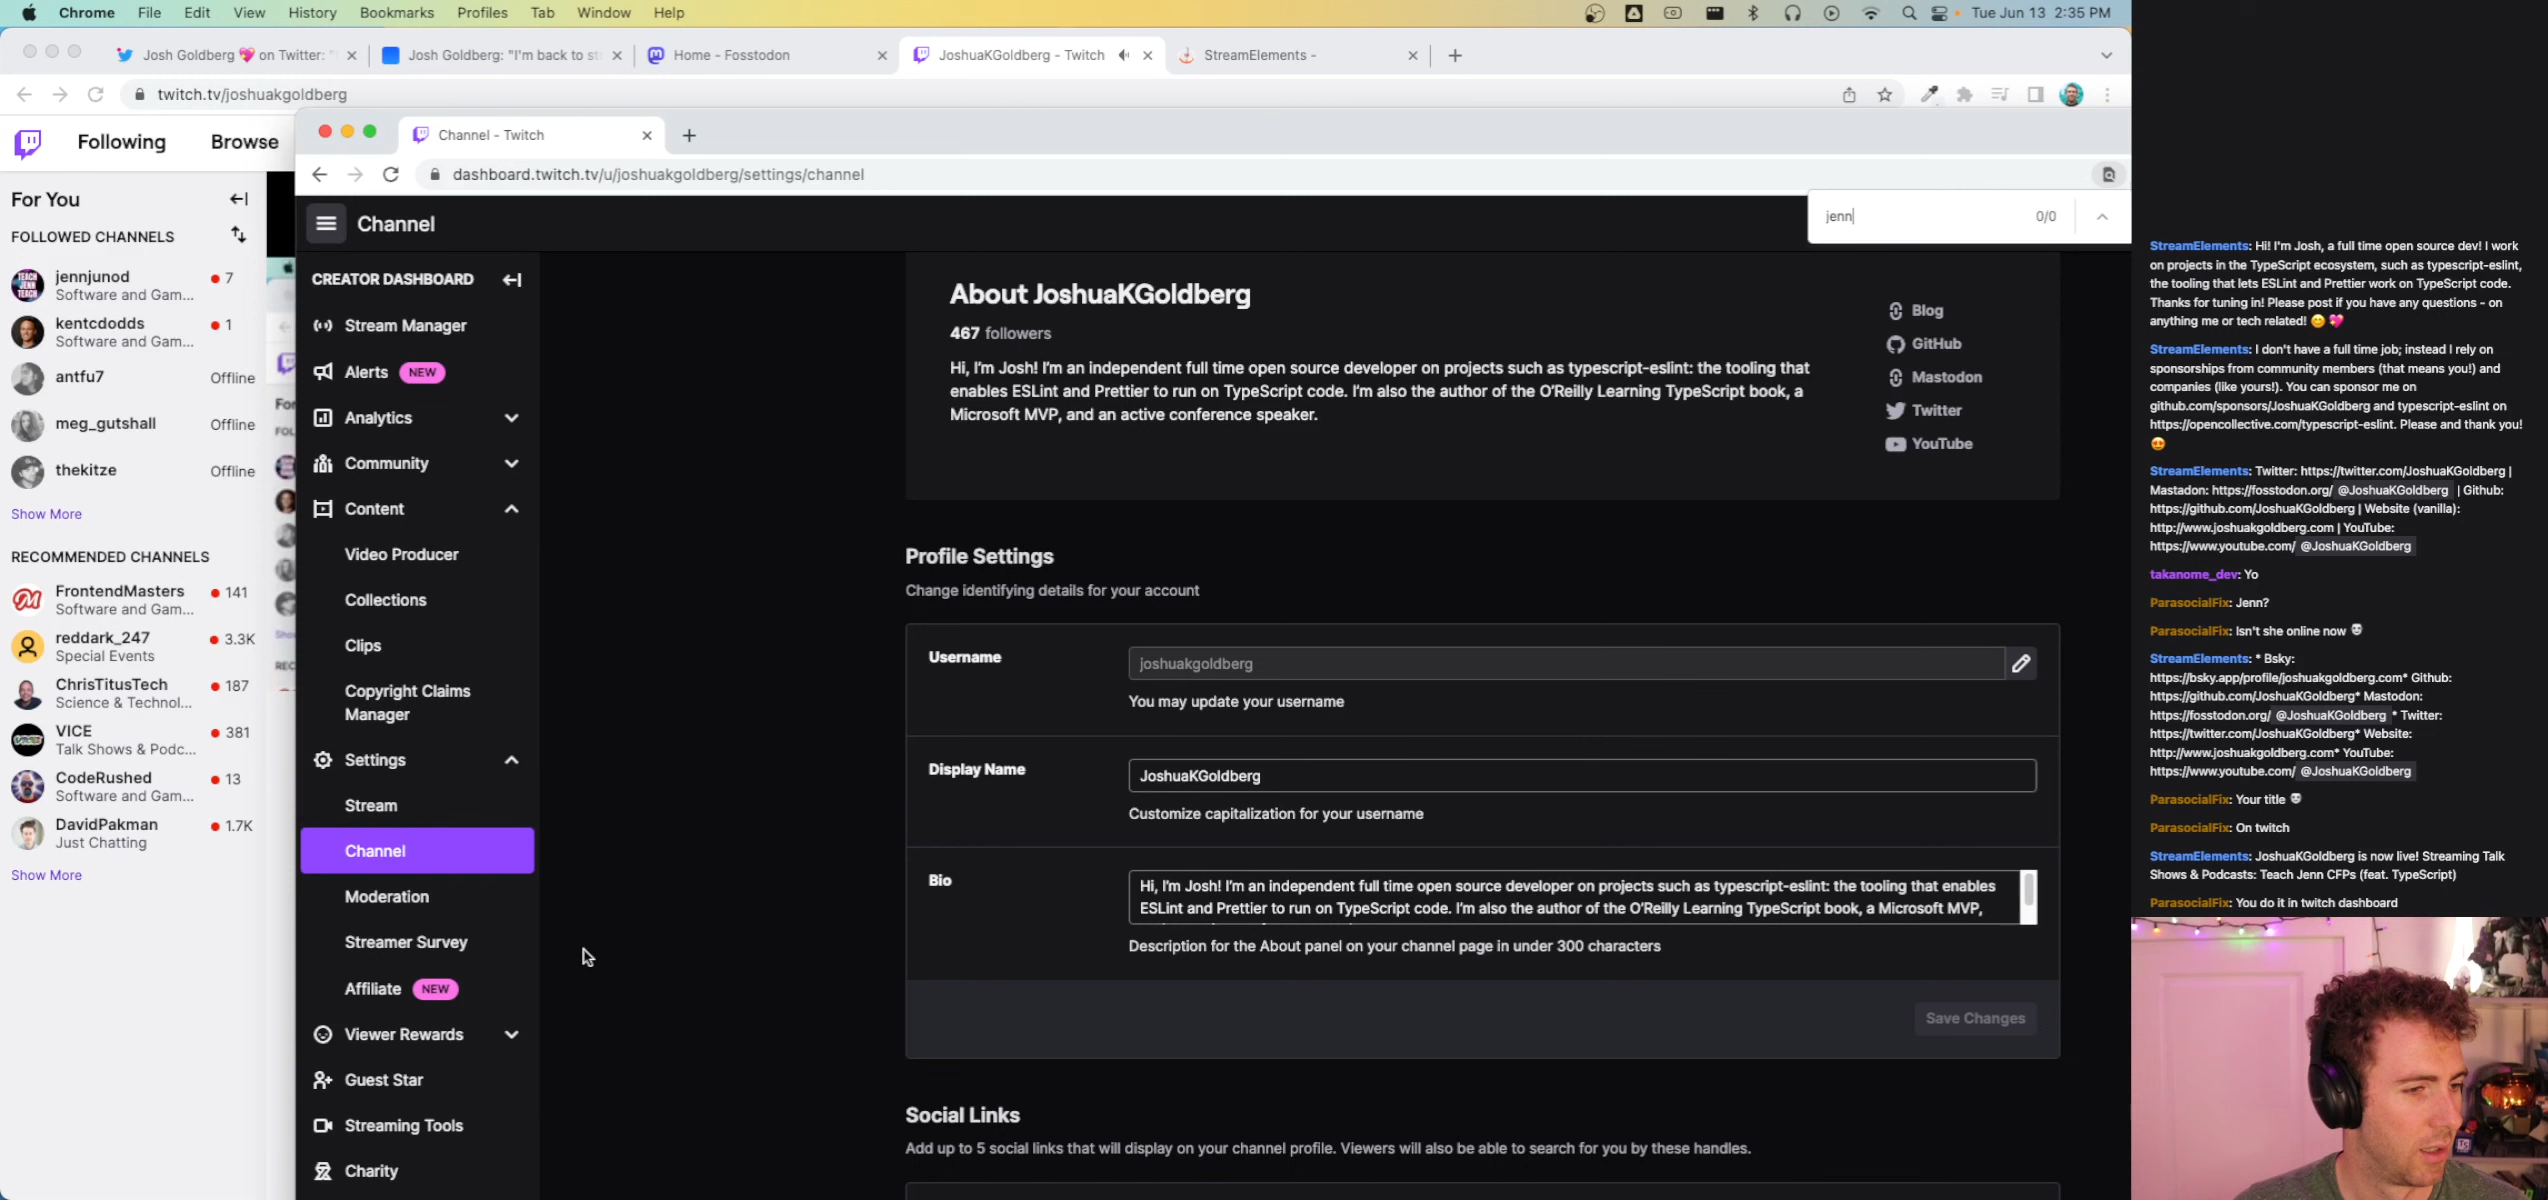 Chrome File Edit View History Bookmarks Profiles Tab Window Help
Tue Jun 13 2:35 PM
Josh Goldberg 💖 on Twitter: "
Josh Goldberg: "I'm back to st
Home - Fosstodon
JoshuaKGoldberg - Twitch
StreamElements -
twitch.tv/joshuakgoldberg
Following Browse
Channel - Twitch
dashboard.twitch.tv/u/joshuakgoldberg/settings/channel
jenn 0/0
For You
FOLLOWED CHANNELS
jennjunod 7
Software and Gam...
kentcdodds 1
Software and Gam...
antfu7 Offline
meg_gutshall Offline
thekitze Offline
Show More
RECOMMENDED CHANNELS
FrontendMasters 141
Software and Gam...
reddark_247 3.3K
Special Events
ChrisTitusTech 187
Science & Technol...
VICE 381
Talk Shows & Podc...
CodeRushed 13
Software and Gam...
DavidPakman 1.7K
Just Chatting
Show More
Channel
CREATOR DASHBOARD
Stream Manager
Alerts NEW
Analytics
Community
Content
Video Producer
Collections
Clips
Copyright Claims
Manager
Settings
Stream
Channel
Moderation
Streamer Survey
Affiliate NEW
Viewer Rewards
Guest Star
Streaming Tools
Charity
About JoshuaKGoldberg
467 followers
Hi, I'm Josh! I'm an independent full time open source developer on projects such as typescript-eslint: the tooling that
enables ESLint and Prettier to run on TypeScript code. I'm also the author of the O'Reilly Learning TypeScript book, a
Microsoft MVP, and an active conference speaker.
Blog
GitHub
Mastodon
Twitter
YouTube
Profile Settings
Change identifying details for your account
Username
joshuakgoldberg
You may update your username
Display Name
JoshuaKGoldberg
Customize capitalization for your username
Bio
Hi, I'm Josh! I'm an independent full time open source developer on projects such as typescript-eslint: the tooling that enables
ESLint and Prettier to run on TypeScript code. I'm also the author of the O'Reilly Learning TypeScript book, a Microsoft MVP,
Description for the About panel on your channel page in under 300 characters
Save Changes
Social Links
Add up to 5 social links that will display on your channel profile. Viewers will also be able to search for you by these handles.
StreamElements: Hi! I'm Josh, a full time open source dev! I work
on projects in the TypeScript ecosystem, such as typescript-eslint,
the tooling that lets ESLint and Prettier work on TypeScript code.
Thanks for tuning in! Please post if you have any questions - on
anything me or tech related! 😊 💖
StreamElements: I don't have a full time job; instead I rely on
sponsorships from community members (that means you!) and
companies (like yours!). You can sponsor me on
github.com/sponsors/JoshuaKGoldberg and typescript-eslint on
https://opencollective.com/typescript-eslint. Please and thank you!
😍
StreamElements: Twitter: https://twitter.com/JoshuaKGoldberg |
Mastadon: https://fosstodon.org/ @JoshuaKGoldberg | Github:
https://github.com/JoshuaKGoldberg | Website (vanilla):
http://www.joshuakgoldberg.com | YouTube:
https://www.youtube.com/ @JoshuaKGoldberg
takanome_dev: Yo
ParasocialFix: Jenn?
ParasocialFix: Isn't she online now 💀
StreamElements: * Bsky:
https://bsky.app/profile/joshuakgoldberg.com* Github:
https://github.com/JoshuaKGoldberg* Mastodon:
https://fosstodon.org/ @JoshuaKGoldberg * Twitter:
https://twitter.com/JoshuaKGoldberg* Website:
http://www.joshuakgoldberg.com* YouTube:
https://www.youtube.com/ @JoshuaKGoldberg
ParasocialFix: Your title 💀
ParasocialFix: On twitch
StreamElements: JoshuaKGoldberg is now live! Streaming Talk
Shows & Podcasts: Teach Jenn CFPs (feat. TypeScript)
ParasocialFix: You do it in twitch dashboard